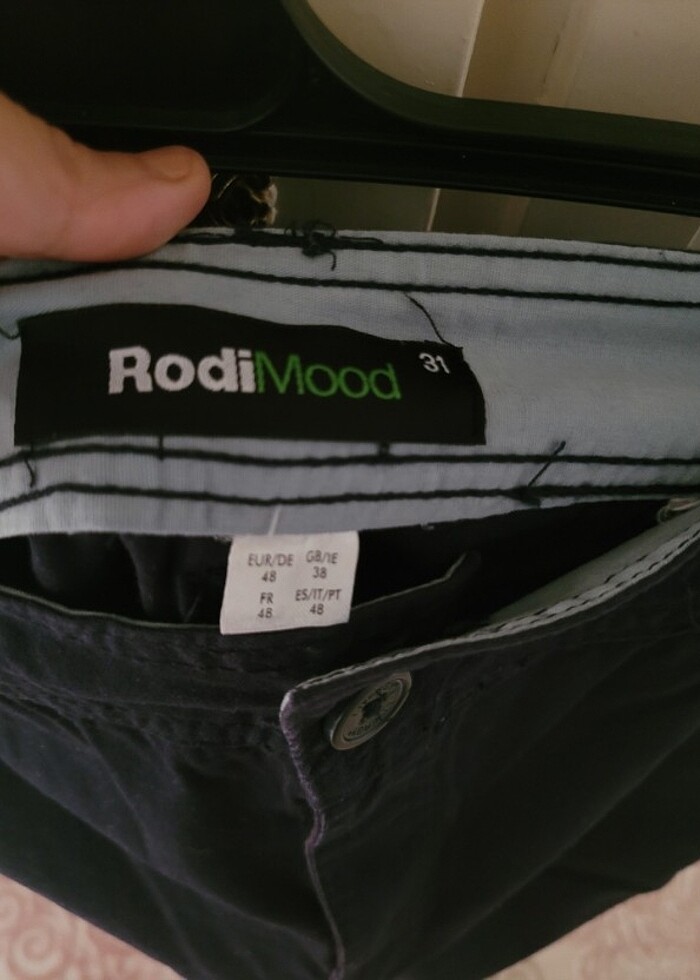 RodiMood 31
EUR/DE GB/IE
48 38
FR ES/IT/PT
48 48